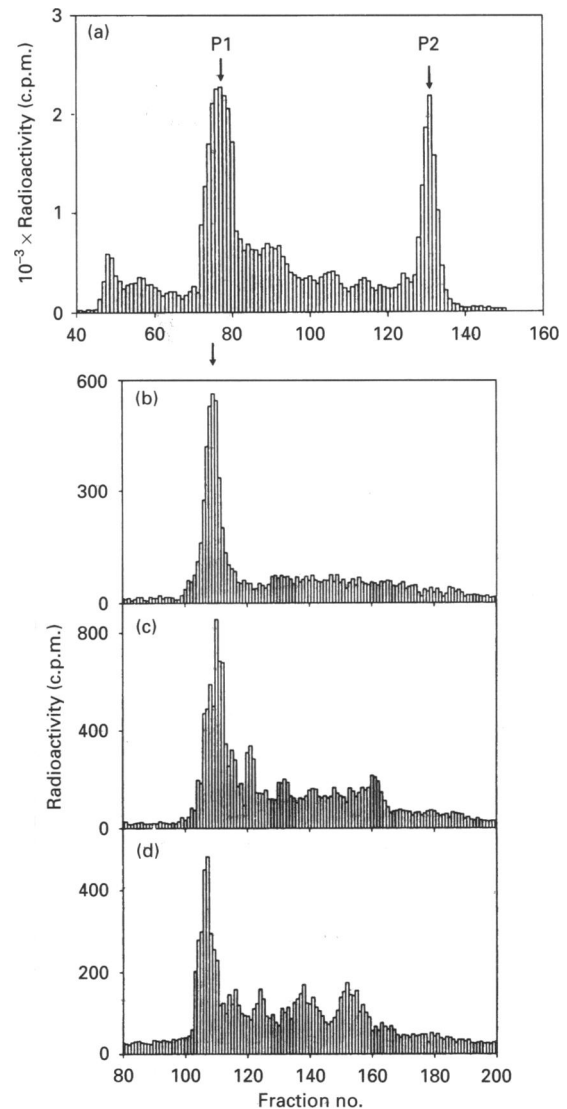 (a)
P1
P2
3
2
1
0
10⁻³ × Radioactivity (c.p.m.)
40 60 80 100 120 140 160
(b)
600
300
0
(c)
800
400
0
Radioactivity (c.p.m.)
(d)
400
200
0
80 100 120 140 160 180 200
Fraction no.